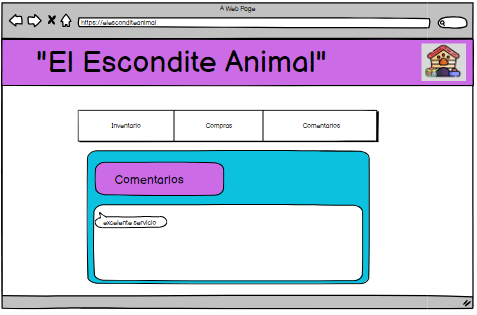 A Web Page
https://elesconditeanimal
"El Escondite Animal"
Inventario Compras Comentarios
Comentarios
excelente servicio